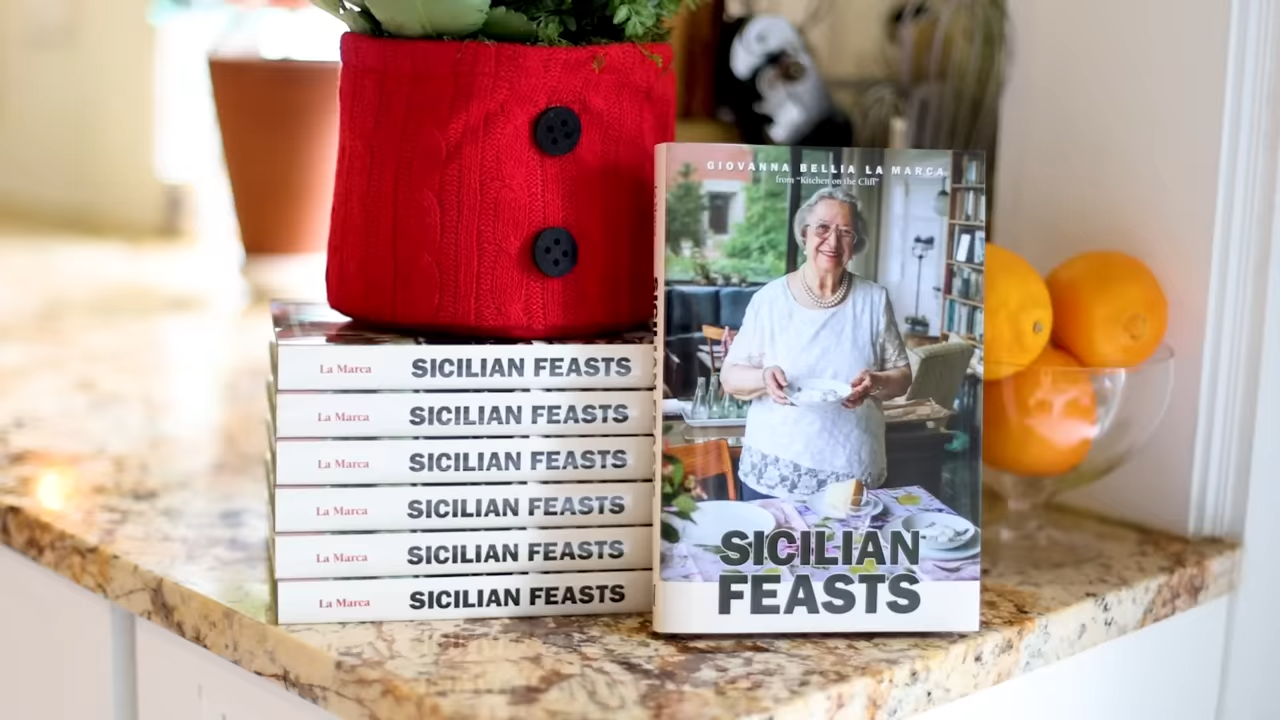 GIOVANNA BELLIA LA MARCA
from "Kitchen on the Cliff"
SICILIAN
FEASTS
La Marca SICILIAN FEASTS
La Marca SICILIAN FEASTS
La Marca SICILIAN FEASTS
La Marca SICILIAN FEASTS
La Marca SICILIAN FEASTS
La Marca SICILIAN FEASTS